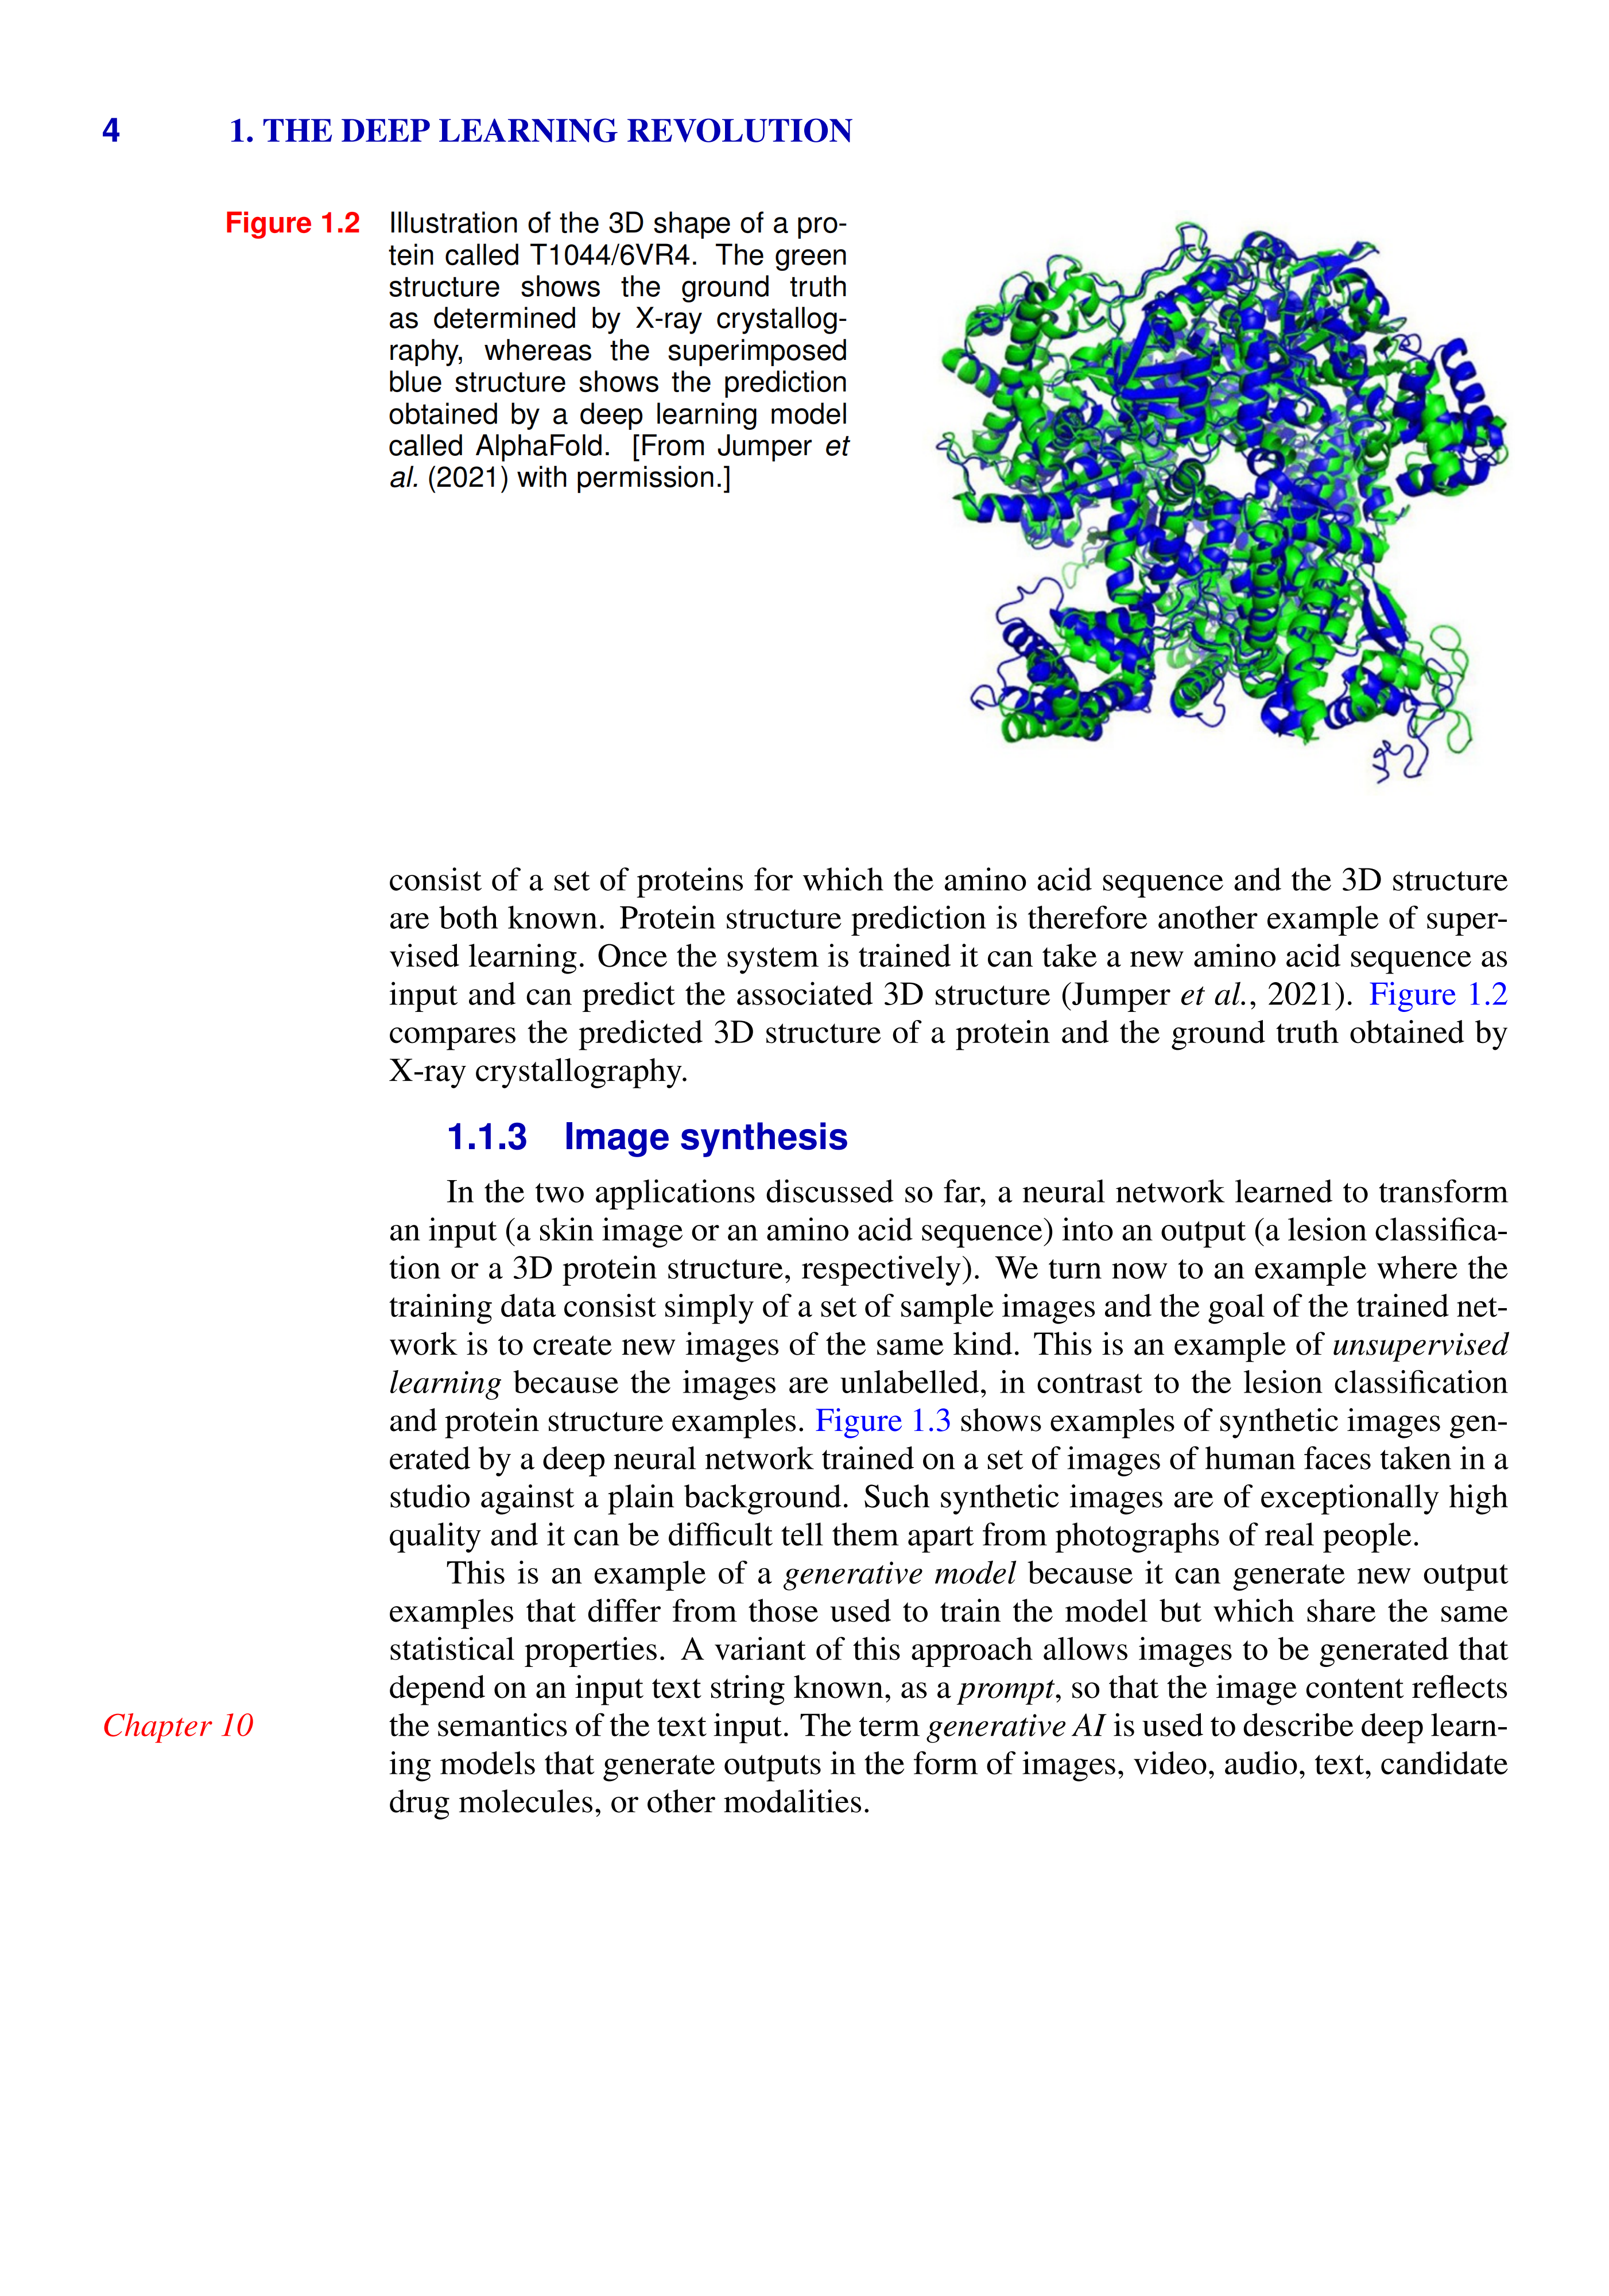 4 1. THE DEEP LEARNING REVOLUTION
Figure 1.2 Illustration of the 3D shape of a pro-
tein called T1044/6VR4. The green
structure shows the ground truth
as determined by X-ray crystallog-
raphy, whereas the superimposed
blue structure shows the prediction
obtained by a deep learning model
called AlphaFold. [From Jumper et
al. (2021) with permission.]
consist of a set of proteins for which the amino acid sequence and the 3D structure
are both known. Protein structure prediction is therefore another example of super-
vised learning. Once the system is trained it can take a new amino acid sequence as
input and can predict the associated 3D structure (Jumper et al., 2021). Figure 1.2
compares the predicted 3D structure of a protein and the ground truth obtained by
X-ray crystallography.
1.1.3 Image synthesis
In the two applications discussed so far, a neural network learned to transform
an input (a skin image or an amino acid sequence) into an output (a lesion classifica-
tion or a 3D protein structure, respectively). We turn now to an example where the
training data consist simply of a set of sample images and the goal of the trained net-
work is to create new images of the same kind. This is an example of unsupervised
learning because the images are unlabelled, in contrast to the lesion classification
and protein structure examples. Figure 1.3 shows examples of synthetic images gen-
erated by a deep neural network trained on a set of images of human faces taken in a
studio against a plain background. Such synthetic images are of exceptionally high
quality and it can be difficult tell them apart from photographs of real people.
This is an example of a generative model because it can generate new output
examples that differ from those used to train the model but which share the same
statistical properties. A variant of this approach allows images to be generated that
depend on an input text string known, as a prompt, so that the image content reflects
Chapter 10 the semantics of the text input. The term generative AI is used to describe deep learn-
ing models that generate outputs in the form of images, video, audio, text, candidate
drug molecules, or other modalities.